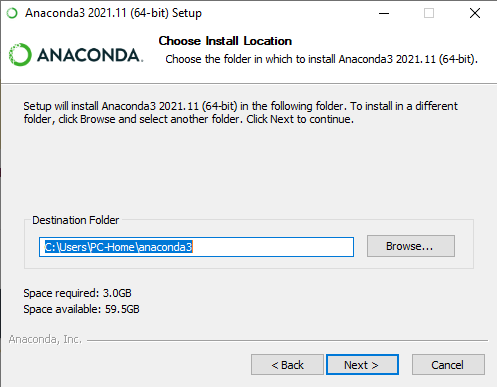 Anaconda3 2021.11 (64-bit) Setup
ANACONDA.
Choose Install Location
Choose the folder in which to install Anaconda3 2021.11 (64-bit).
Setup will install Anaconda3 2021.11 (64-bit) in the following folder. To install in a different
folder, click Browse and select another folder. Click Next to continue.
Destination Folder
C:\Users\PC-Home\anaconda3
Browse...
Space required: 3.0GB
Space available: 59.5GB
Anaconda, Inc.
< Back
Next >
Cancel